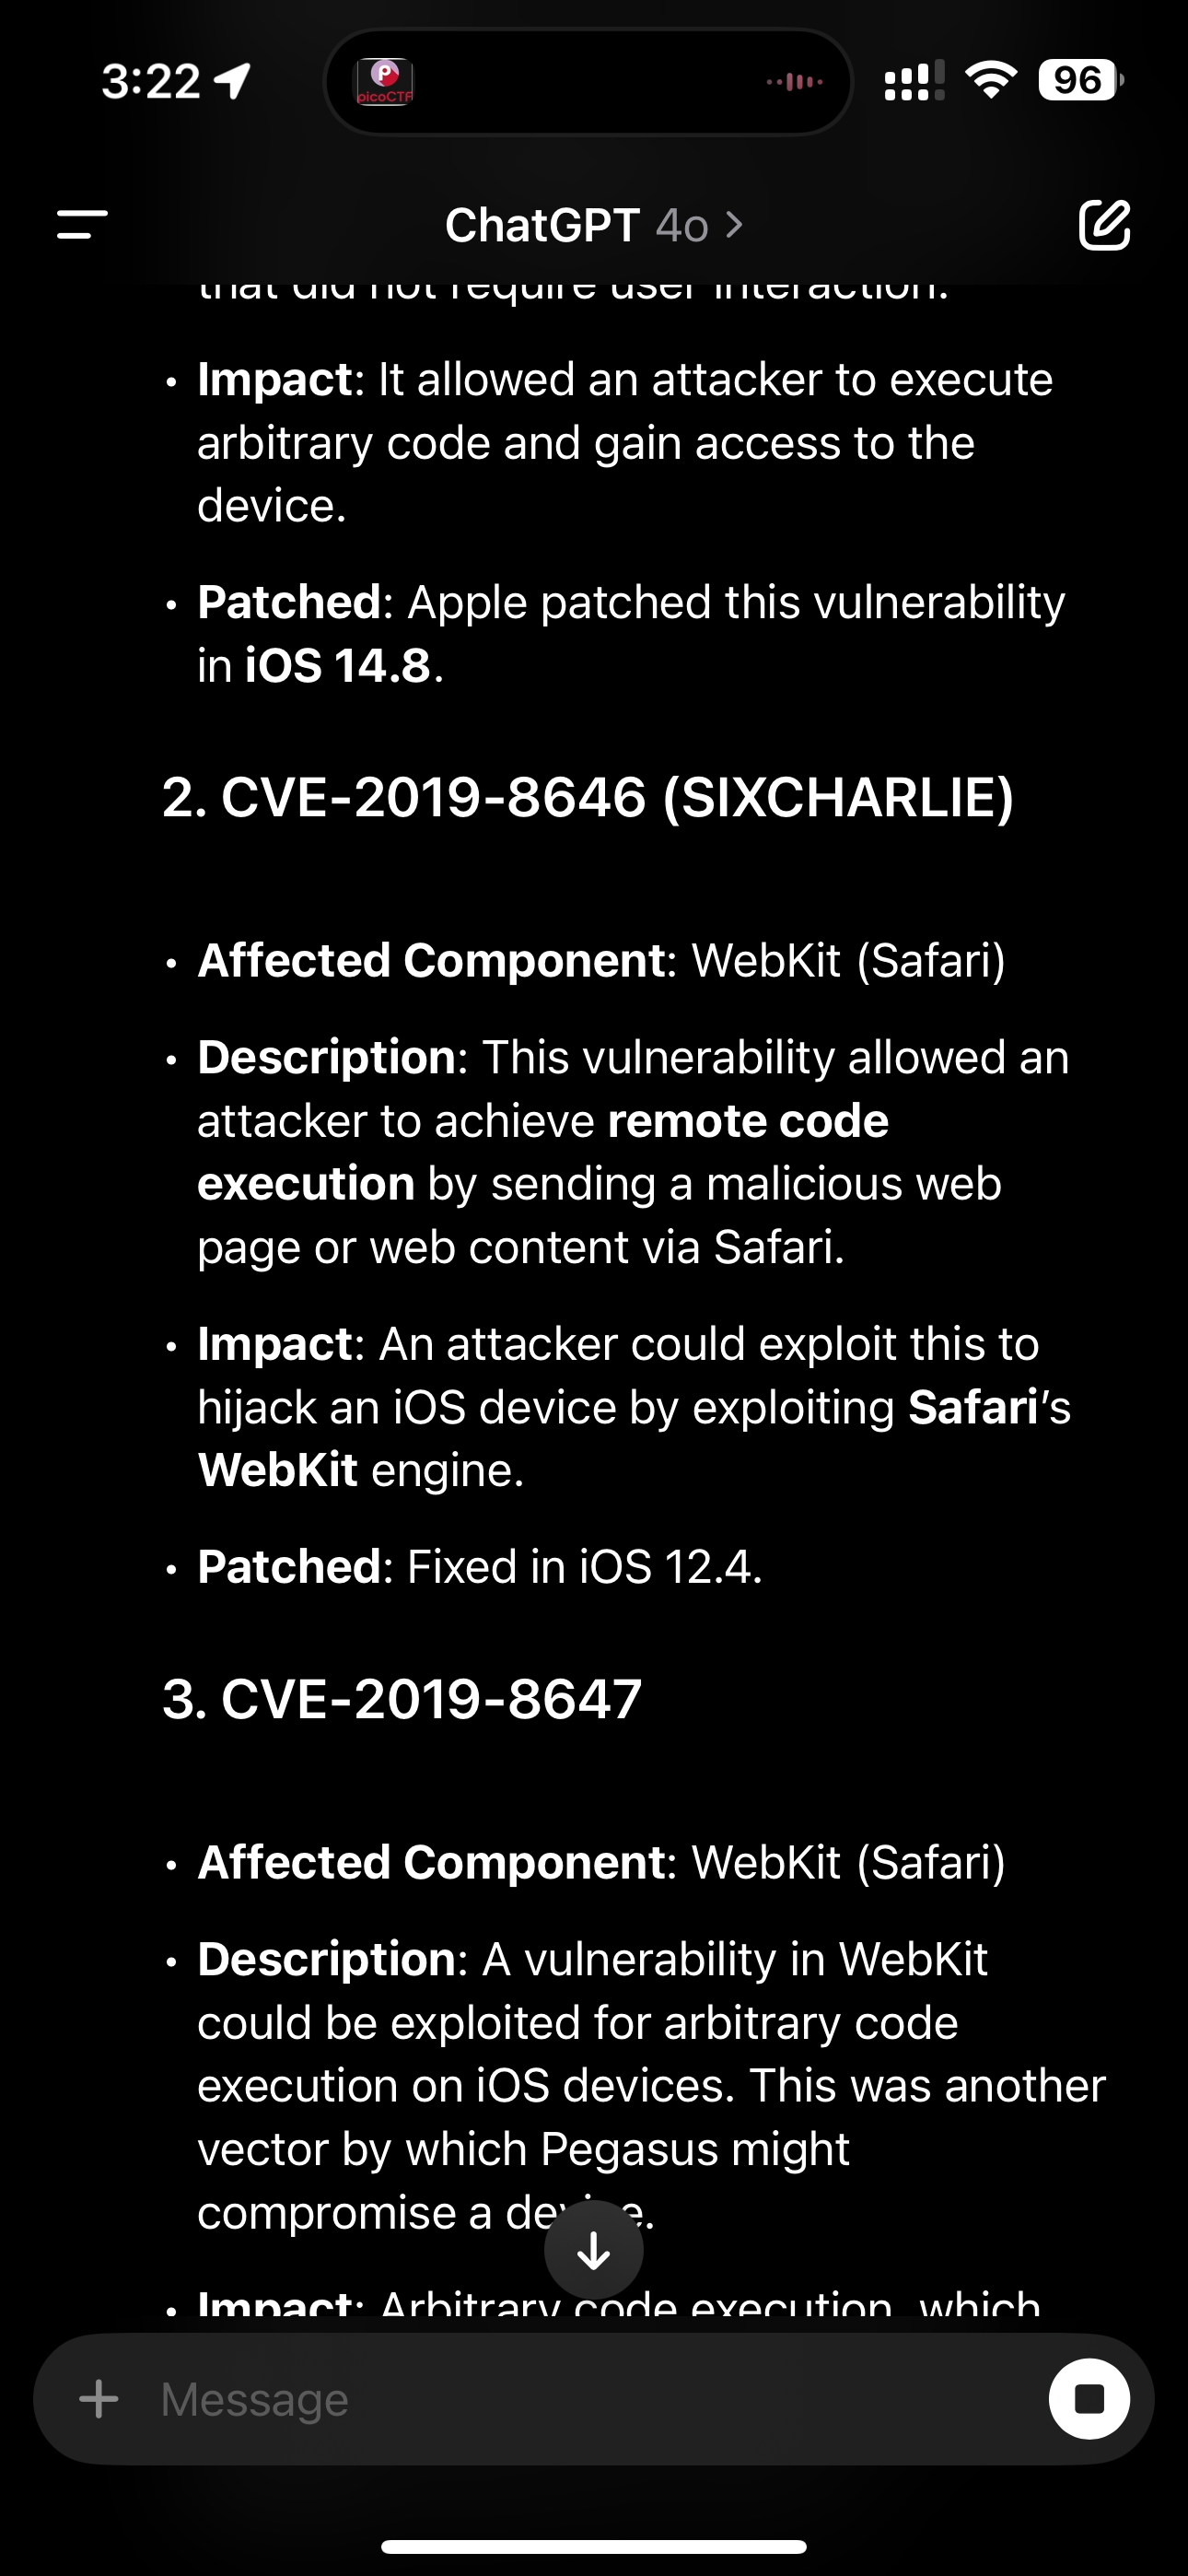 3:22
picoCTF
96
ChatGPT 4o >
that did not require user interaction.
• Impact: It allowed an attacker to execute
arbitrary code and gain access to the
device.
• Patched: Apple patched this vulnerability
in iOS 14.8.
2. CVE-2019-8646 (SIXCHARLIE)
• Affected Component: WebKit (Safari)
• Description: This vulnerability allowed an
attacker to achieve remote code
execution by sending a malicious web
page or web content via Safari.
• Impact: An attacker could exploit this to
hijack an iOS device by exploiting Safari’s
WebKit engine.
• Patched: Fixed in iOS 12.4.
3. CVE-2019-8647
• Affected Component: WebKit (Safari)
• Description: A vulnerability in WebKit
could be exploited for arbitrary code
execution on iOS devices. This was another
vector by which Pegasus might
compromise a device.
• Impact: Arbitrary code execution, which
Message